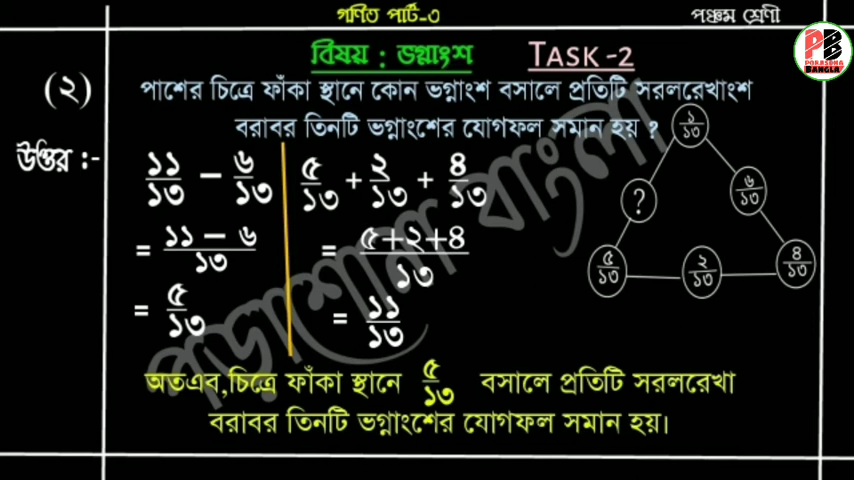 গণিত পার্ট-৩
পঞ্চম শ্রেণী
PB
PORASHNA
BANGLA
বিষয় : ভগ্নাংশ TASK-2
(২) পাশের চিত্রে ফাঁকা স্থানে কোন ভগ্নাংশ বসালে প্রতিটি সরলরেখাংশ
বরাবর তিনটি ভগ্নাংশের যোগফল সমান হয় ?
উত্তর :-
১১/১৩ − ৬/১৩
= ১১ − ৬/১৩
= ৫/১৩
৫/১৩ + ২/১৩ + ৪/১৩
= ৫+২+৪/১৩
= ১১/১৩
১/১৩
? ৬/১৩
৫/১৩ ২/১৩ ৪/১৩
অতএব,চিত্রে ফাঁকা স্থানে ৫/১৩ বসালে প্রতিটি সরলরেখা
বরাবর তিনটি ভগ্নাংশের যোগফল সমান হয়।
পড়াশোনা বাংলা